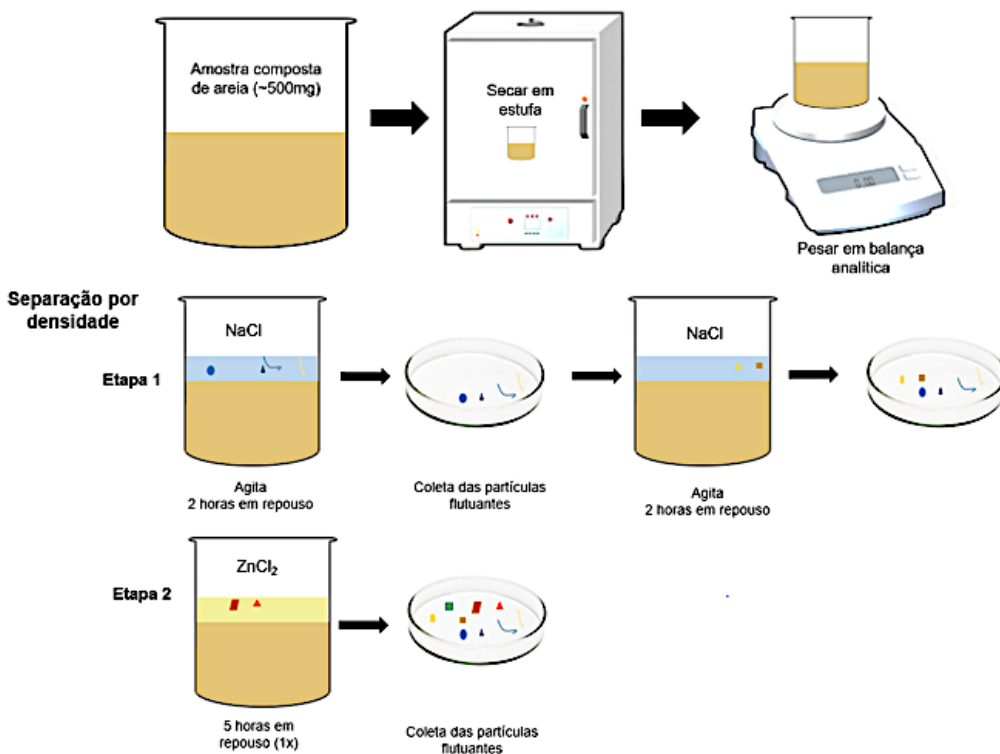 Amostra composta
de areia (~500mg)
Secar em
estufa
0.00
Pesar em balança
analítica
Separação por
densidade
Etapa 1
NaCl
Agita
2 horas em repouso
Coleta das partículas
flutuantes
NaCl
Agita
2 horas em repouso
Etapa 2
ZnCl₂
5 horas em
repouso (1x)
Coleta das partículas
flutuantes